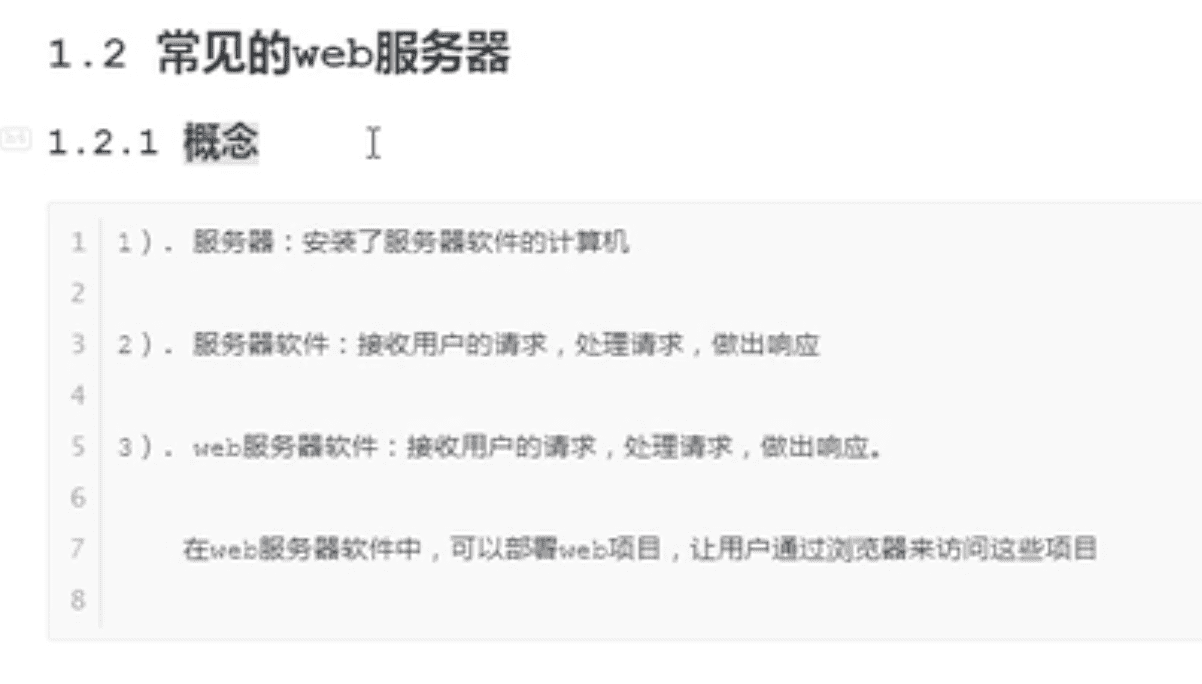 1.2 常见的web服务器
1.2.1 概念
1 1）. 服务器：安装了服务器软件的计算机
2
3 2）. 服务器软件：接收用户的请求，处理请求，做出响应
4
5 3）. web服务器软件：接收用户的请求，处理请求，做出响应。
6
7 在web服务器软件中，可以部署web项目，让用户通过浏览器来访问这些项目
8